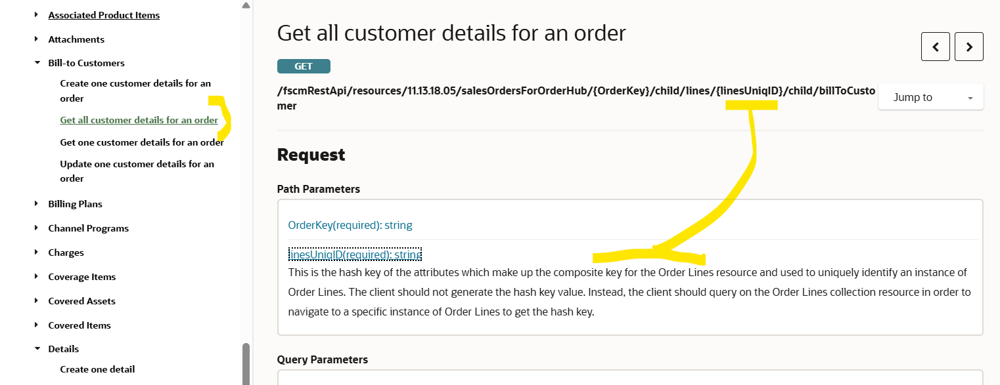 Associated Product Items
Attachments
Bill-to Customers
Create one customer details for an
order
Get all customer details for an order
Get one customer details for an order
Update one customer details for an
order
Billing Plans
Channel Programs
Charges
Coverage Items
Covered Assets
Covered Items
Details
Create one detail
Get all customer details for an order
GET
/fscmRestApi/resources/11.13.18.05/salesOrdersForOrderHub/{OrderKey}/child/lines/{linesUniqID}/child/billToCusto
mer
Jump to
Request
Path Parameters
OrderKey(required): string
linesUniqID(required): string
This is the hash key of the attributes which make up the composite key for the Order Lines resource and used to uniquely identify an instance of
Order Lines. The client should not generate the hash key value. Instead, the client should query on the Order Lines collection resource in order to
navigate to a specific instance of Order Lines to get the hash key.
Query Parameters